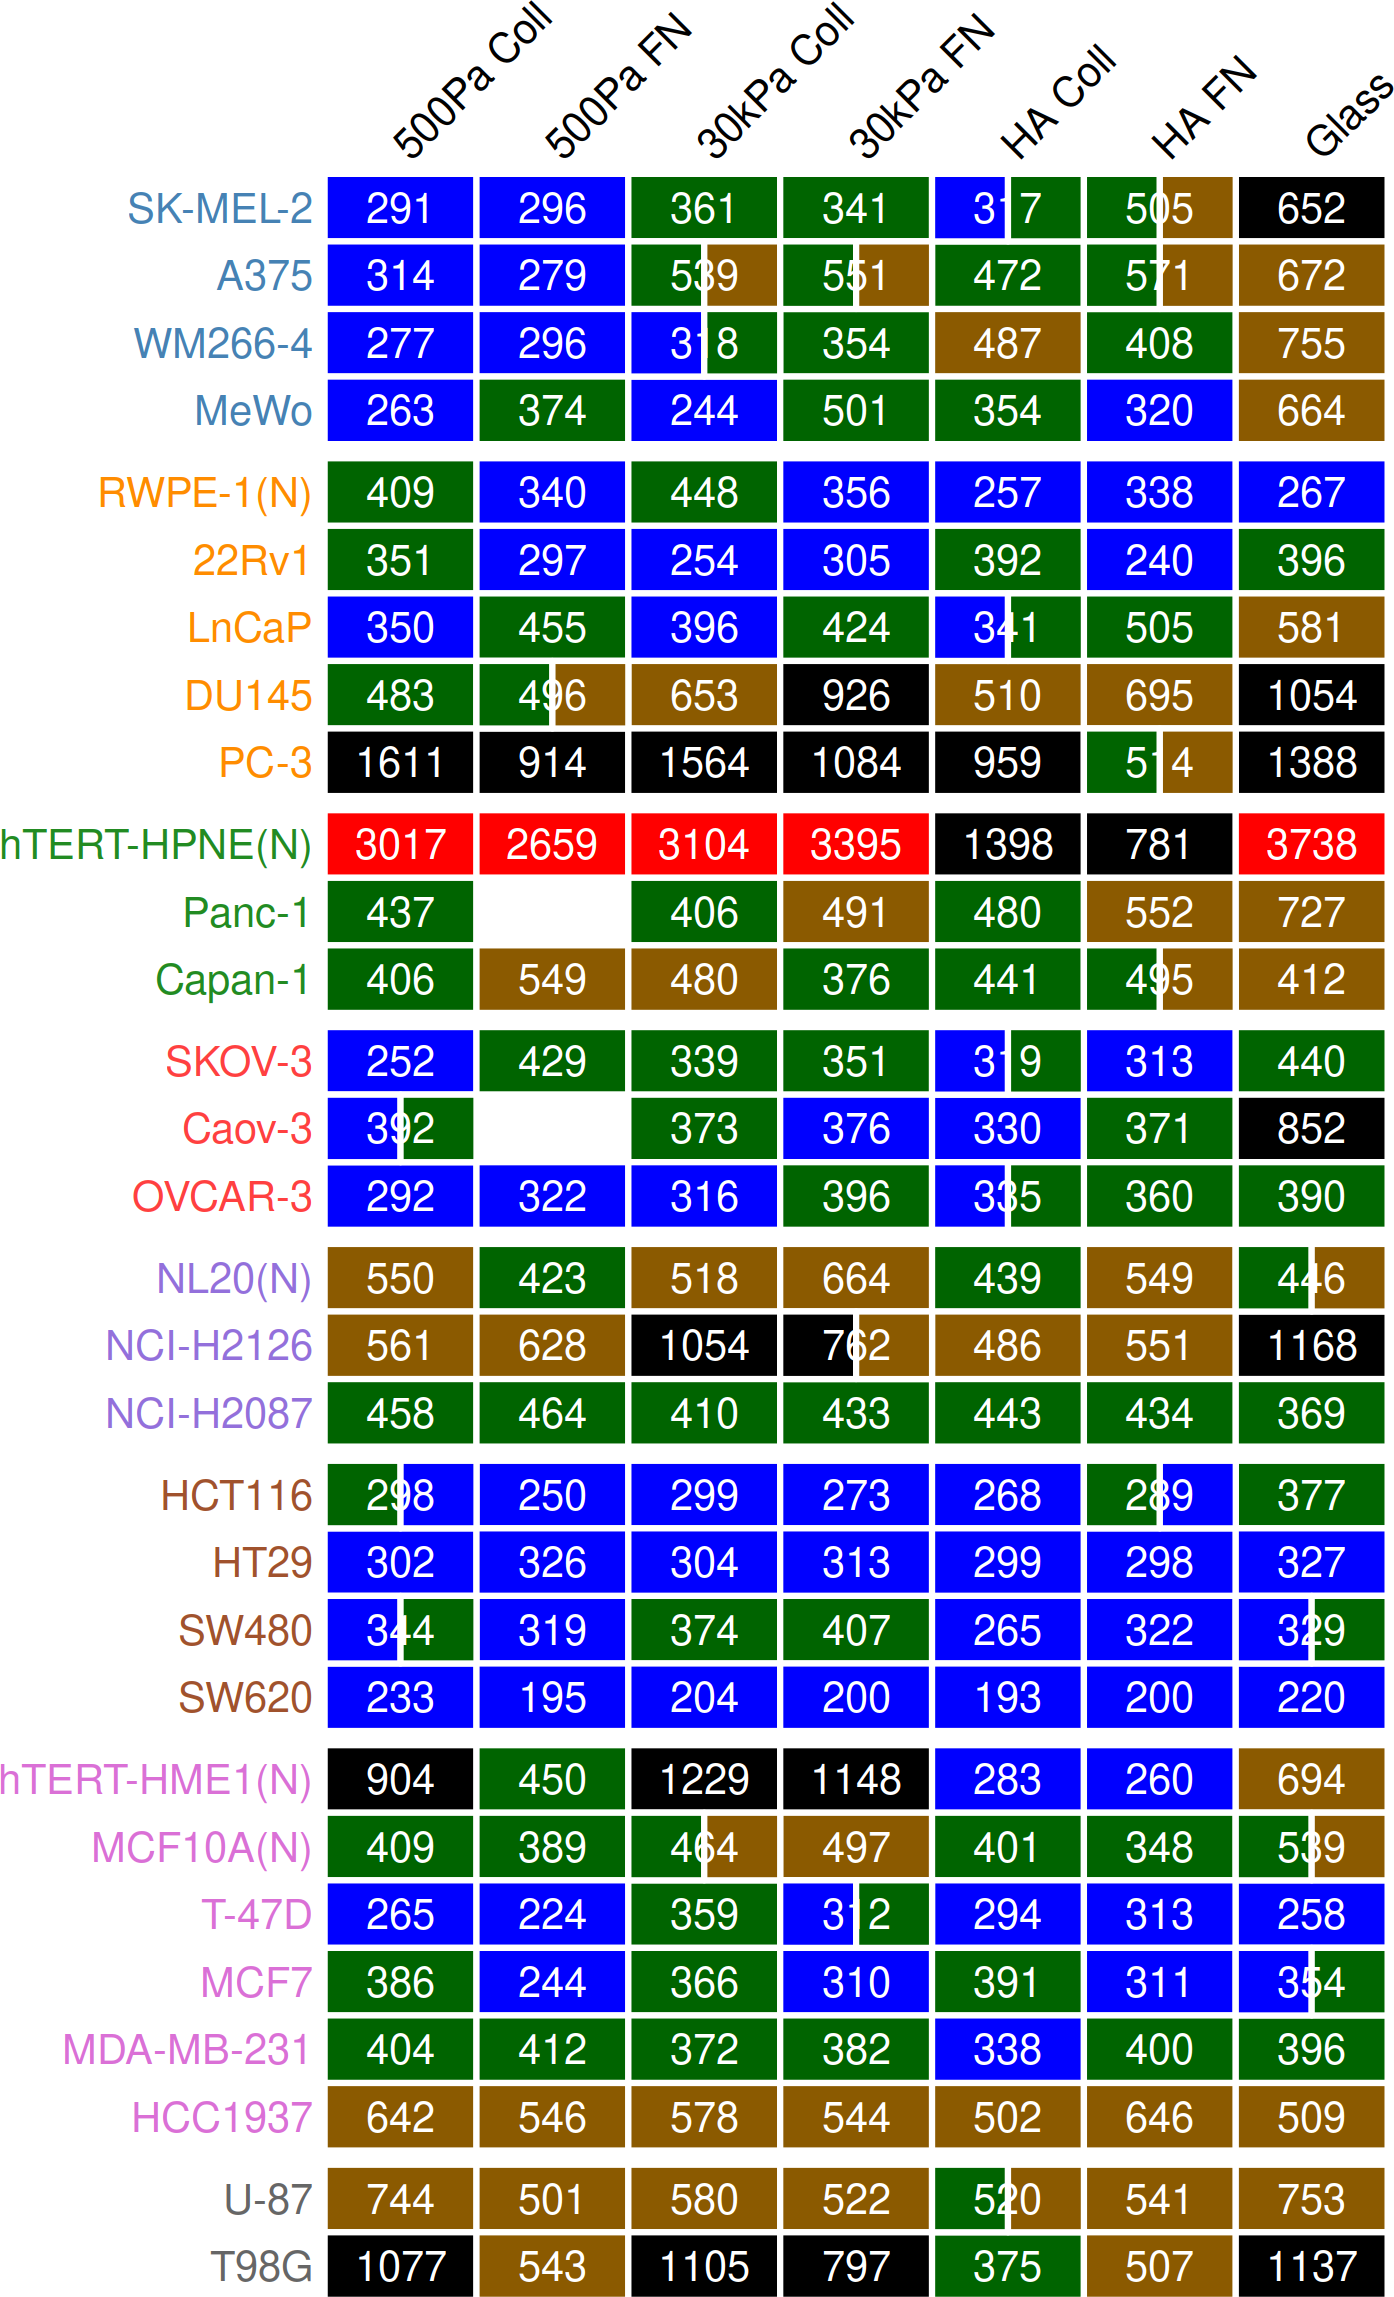 500Pa Coll 500Pa FN 30kPa Coll 30kPa FN HA Coll HA FN Glass
SK-MEL-2 291 296 361 341 317 505 652
A375 314 279 539 551 472 571 672
WM266-4 277 296 318 354 487 408 755
MeWo 263 374 244 501 354 320 664
RWPE-1(N) 409 340 448 356 257 338 267
22Rv1 351 297 254 305 392 240 396
LnCaP 350 455 396 424 341 505 581
DU145 483 496 653 926 510 695 1054
PC-3 1611 914 1564 1084 959 514 1388
hTERT-HPNE(N) 3017 2659 3104 3395 1398 781 3738
Panc-1 437 406 491 480 552 727
Capan-1 406 549 480 376 441 495 412
SKOV-3 252 429 339 351 319 313 440
Caov-3 392 373 376 330 371 852
OVCAR-3 292 322 316 396 335 360 390
NL20(N) 550 423 518 664 439 549 446
NCI-H2126 561 628 1054 762 486 551 1168
NCI-H2087 458 464 410 433 443 434 369
HCT116 298 250 299 273 268 289 377
HT29 302 326 304 313 299 298 327
SW480 344 319 374 407 265 322 329
SW620 233 195 204 200 193 200 220
hTERT-HME1(N) 904 450 1229 1148 283 260 694
MCF10A(N) 409 389 464 497 401 348 539
T-47D 265 224 359 312 294 313 258
MCF7 386 244 366 310 391 311 354
MDA-MB-231 404 412 372 382 338 400 396
HCC1937 642 546 578 544 502 646 509
U-87 744 501 580 522 520 541 753
T98G 1077 543 1105 797 375 507 1137